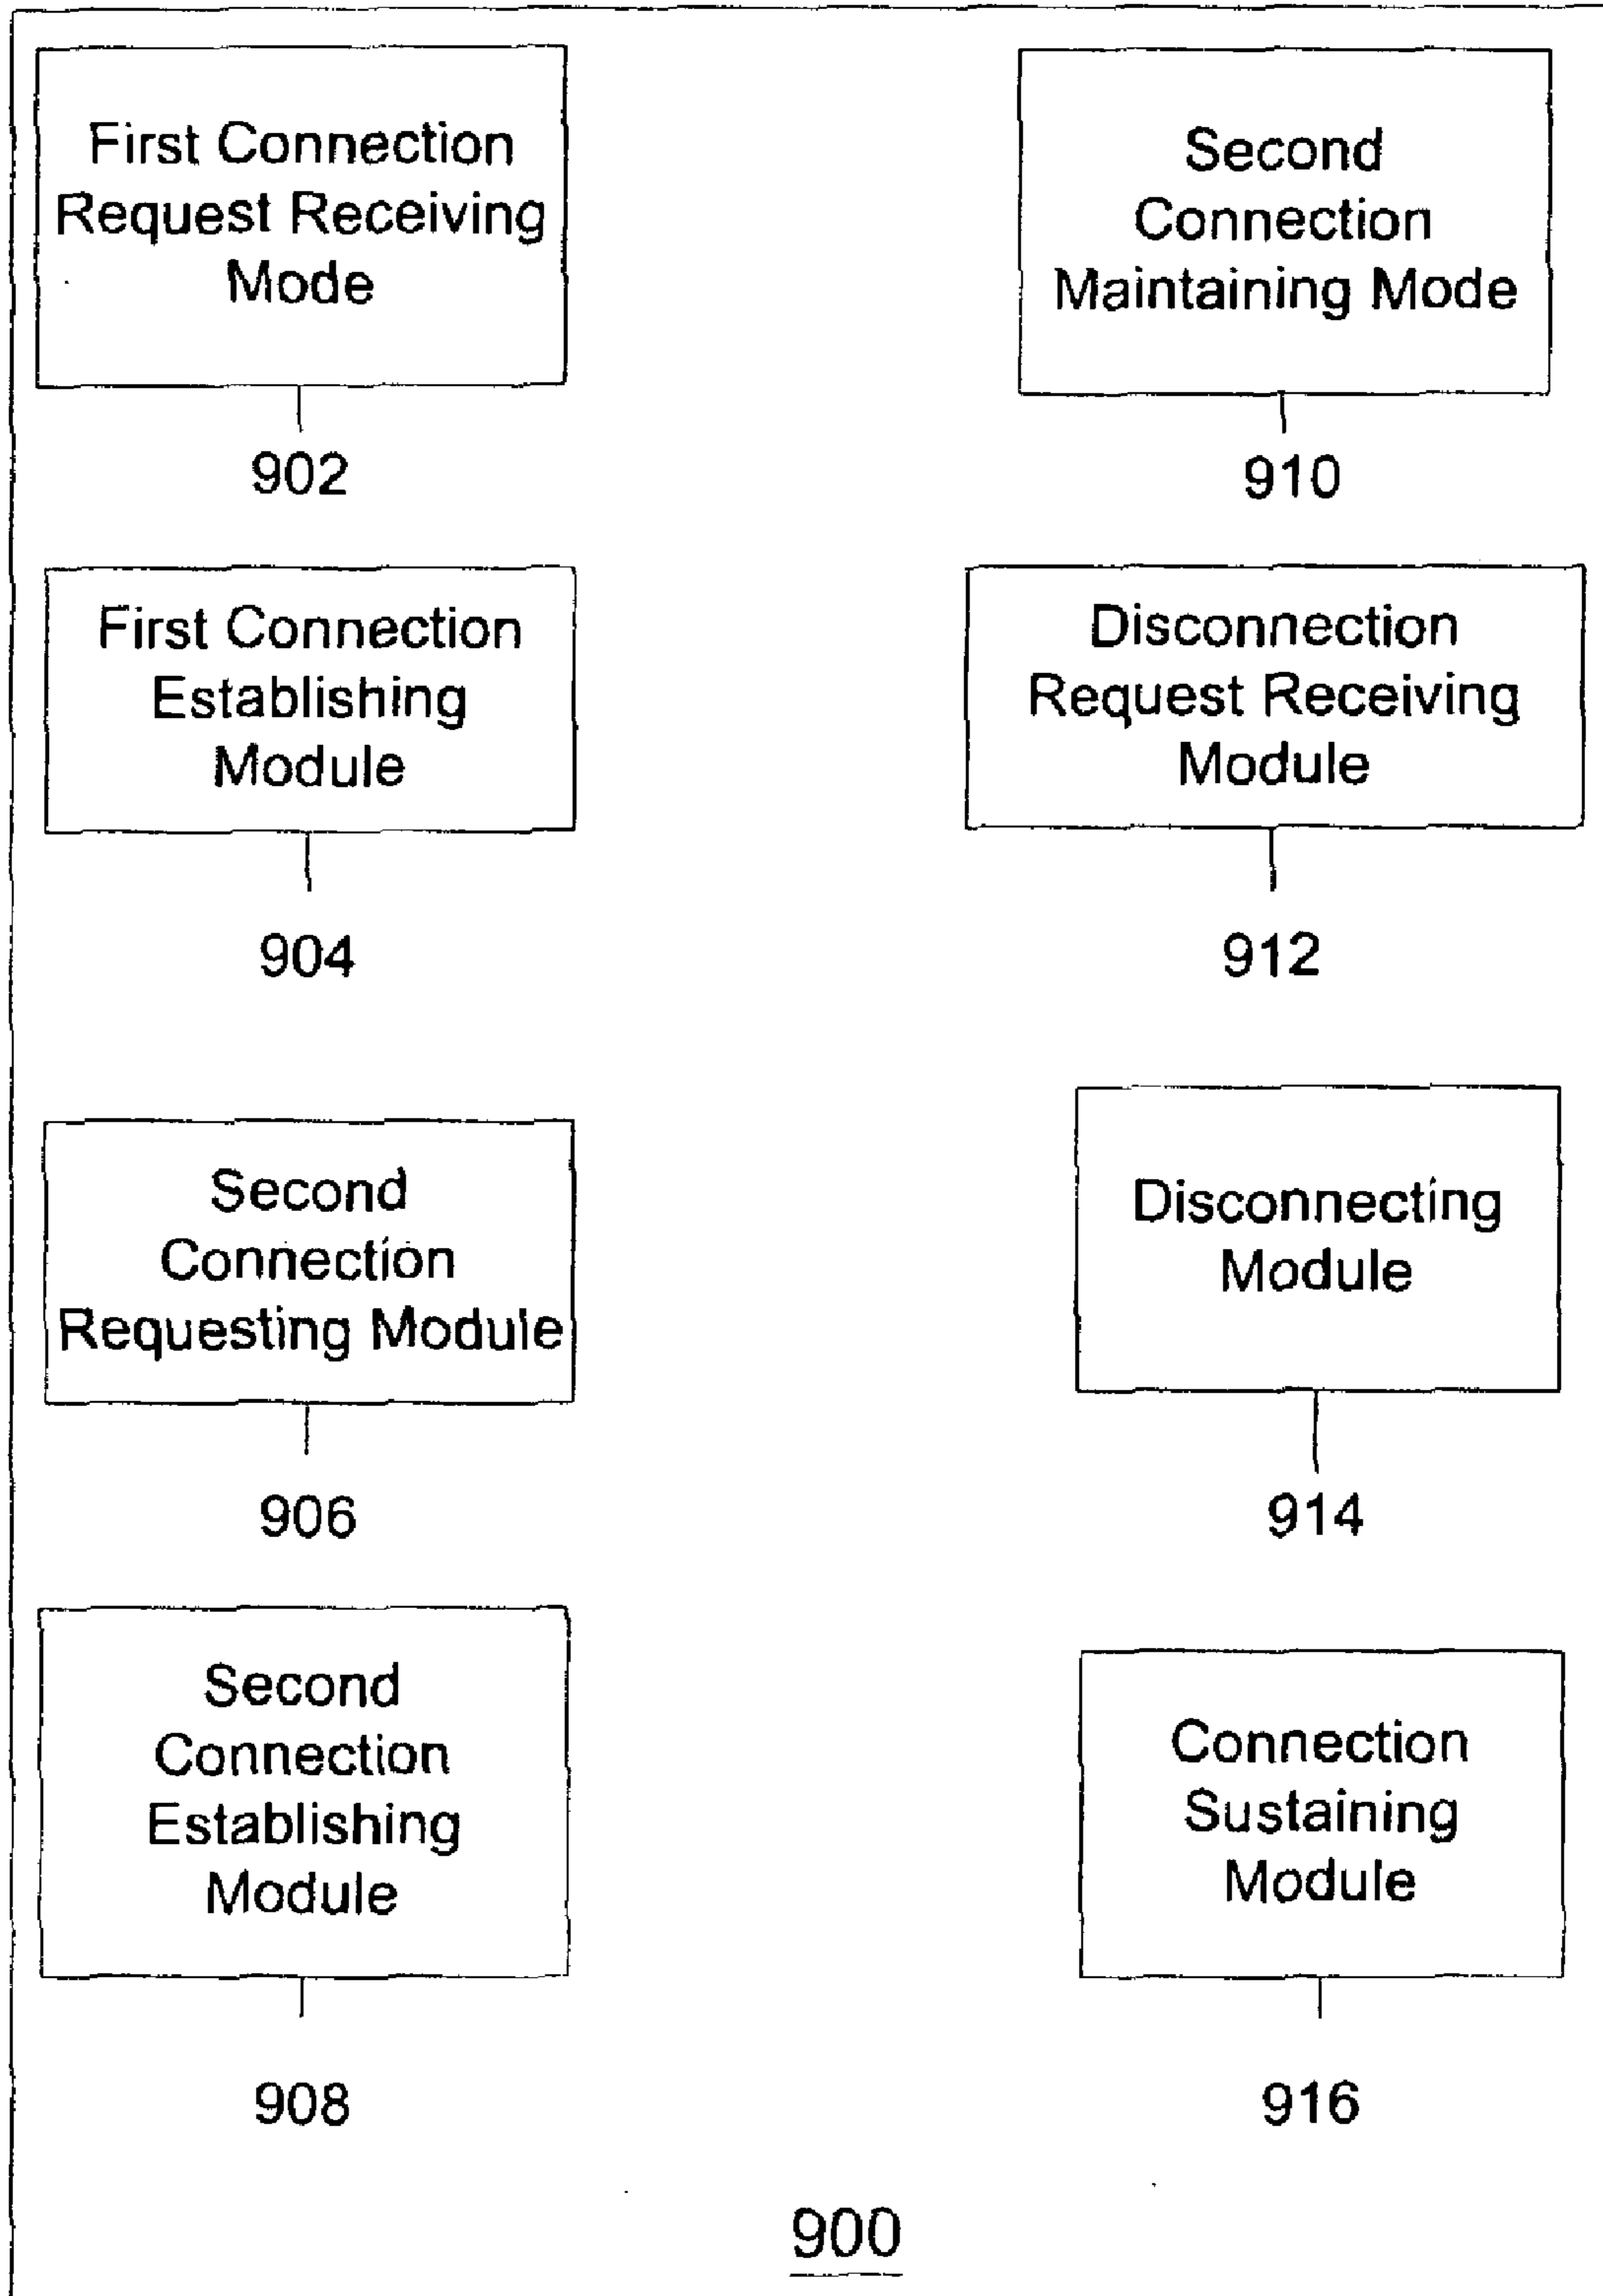 First Connection
Request Receiving
Mode
902
First Connection
Establishing
Module
904
Second
Connection
Requesting Module
906
Second
Connection
Establishing
Module
908
Second
Connection
Maintaining Mode
910
Disconnection
Request Receiving
Module
912
Disconnecting
Module
914
Connection
Sustaining
Module
916
900